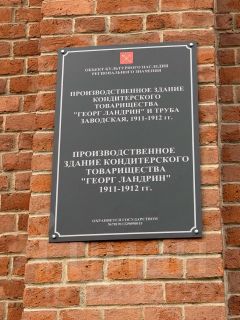 ОБЪЕКТ КУЛЬТУРНОГО НАСЛЕДИЯ
РЕГИОНАЛЬНОГО ЗНАЧЕНИЯ
ПРОИЗВОДСТВЕННОЕ ЗДАНИЕ
КОНДИТЕРСКОГО
ТОВАРИЩЕСТВА
"ГЕОРГ ЛАНДРИН" И ТРУБА
ЗАВОДСКАЯ, 1911-1912 гг.
ПРОИЗВОДСТВЕННОЕ
ЗДАНИЕ КОНДИТЕРСКОГО
ТОВАРИЩЕСТВА
"ГЕОРГ ЛАНДРИН"
1911-1912 гг.
ОХРАНЯЕТСЯ ГОСУДАРСТВОМ